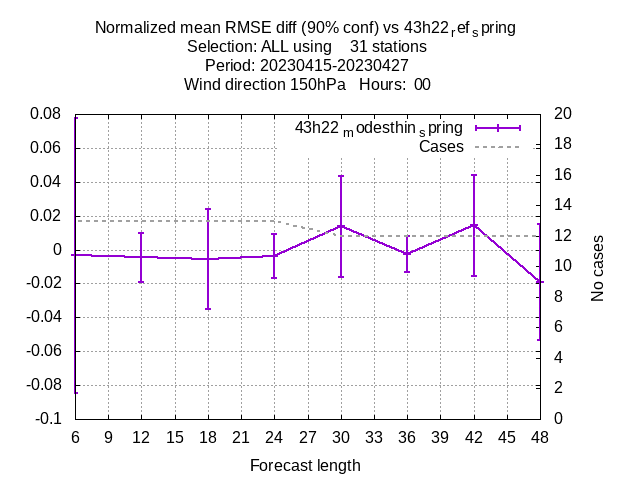 Normalized mean RMSE diff (90% conf) vs 43h22refspring
Selection: ALL using 31 stations
Period: 20230415-20230427
Wind direction 150hPa Hours: 00
43h22modesthinspring
Cases
0.08
0.06
0.04
0.02
0
-0.02
-0.04
-0.06
-0.08
-0.1
20
18
16
14
12
10
8
6
4
2
0
No cases
6 9 12 15 18 21 24 27 30 33 36 39 42 45 48
Forecast length